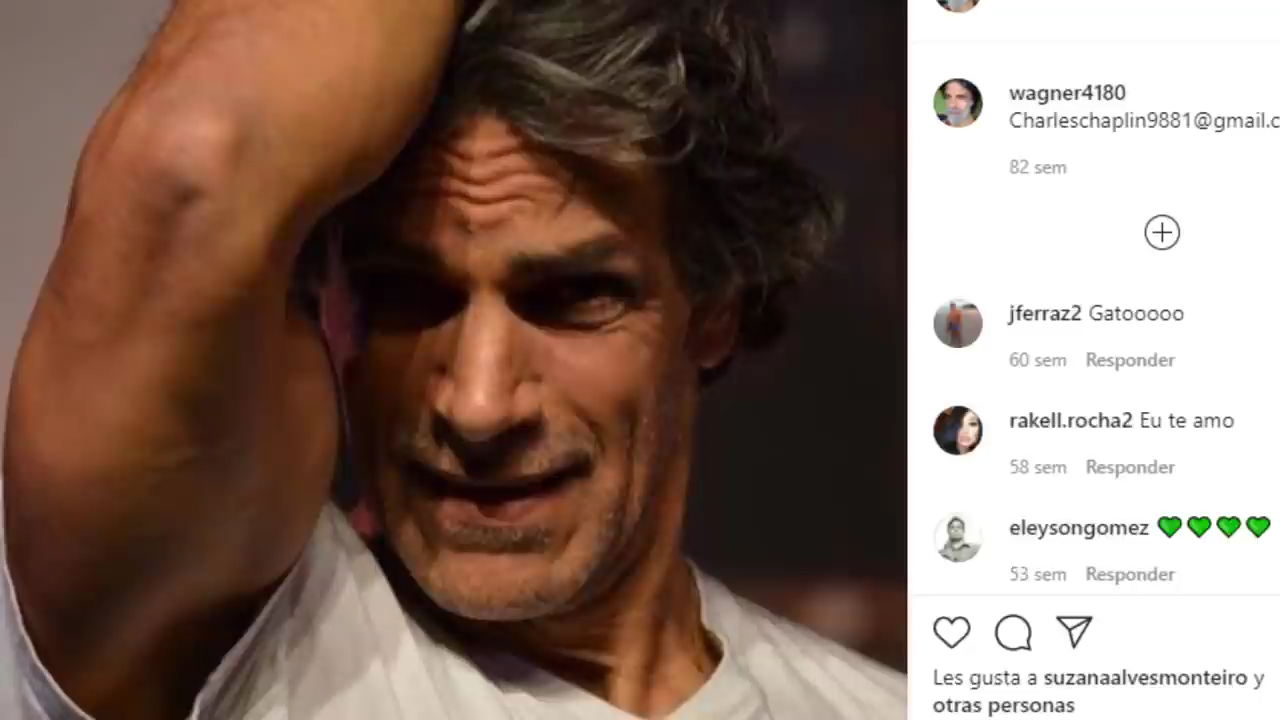 wagner4180
Charleschaplin9881@gmail.c
82 sem
jferraz2 Gatooooo
60 sem Responder
rakell.rocha2 Eu te amo
58 sem Responder
eleysongomez 💚💚💚💚
53 sem Responder
Les gusta a suzanaalvesmonteiro y
otras personas